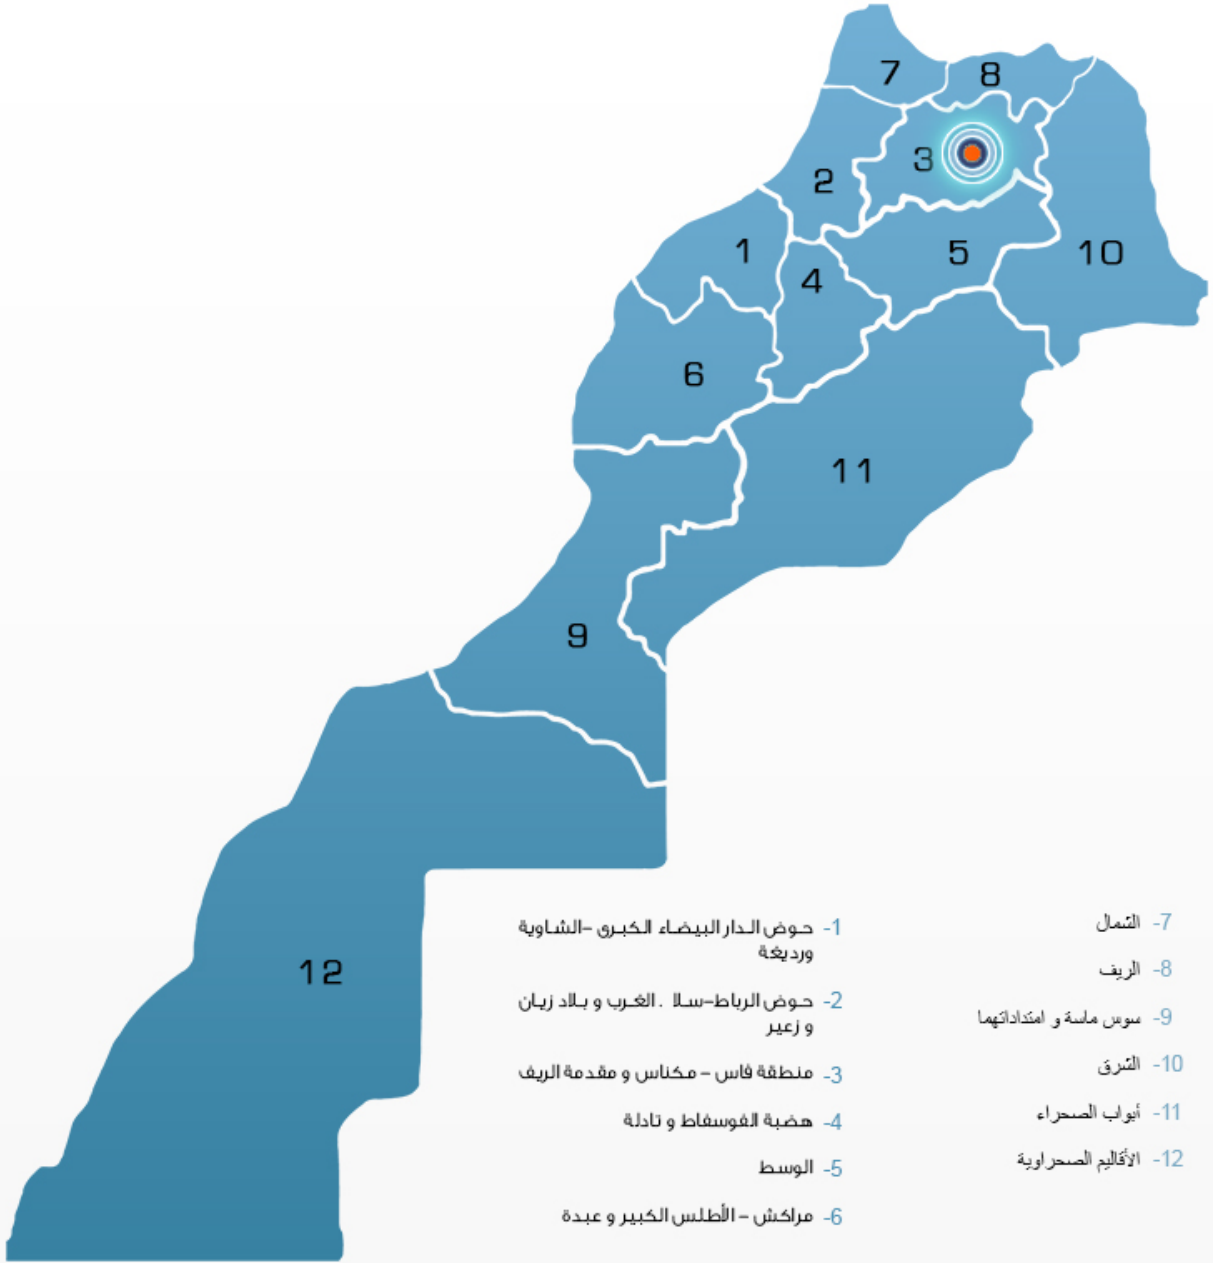 7
8
3
2
1
5
10
4
6
11
9
12
1- حوض الدار البيضاء الكبرى –الشاوية
ورديغة
2- حوض الرباط–سلا . الغرب و بلاد زيان
و زعير
3- منطقة فاس – مكناس و مقدمة الريف
4- هضبة الفوسفاط و تادلة
5- الوسط
6- مراكش – الأطلس الكبير و عبدة
7- الشمال
8- الريف
9- سوس ماسة و امتداداتهما
10- الشرق
11- أبواب الصحراء
12- الأقاليم الصحراوية